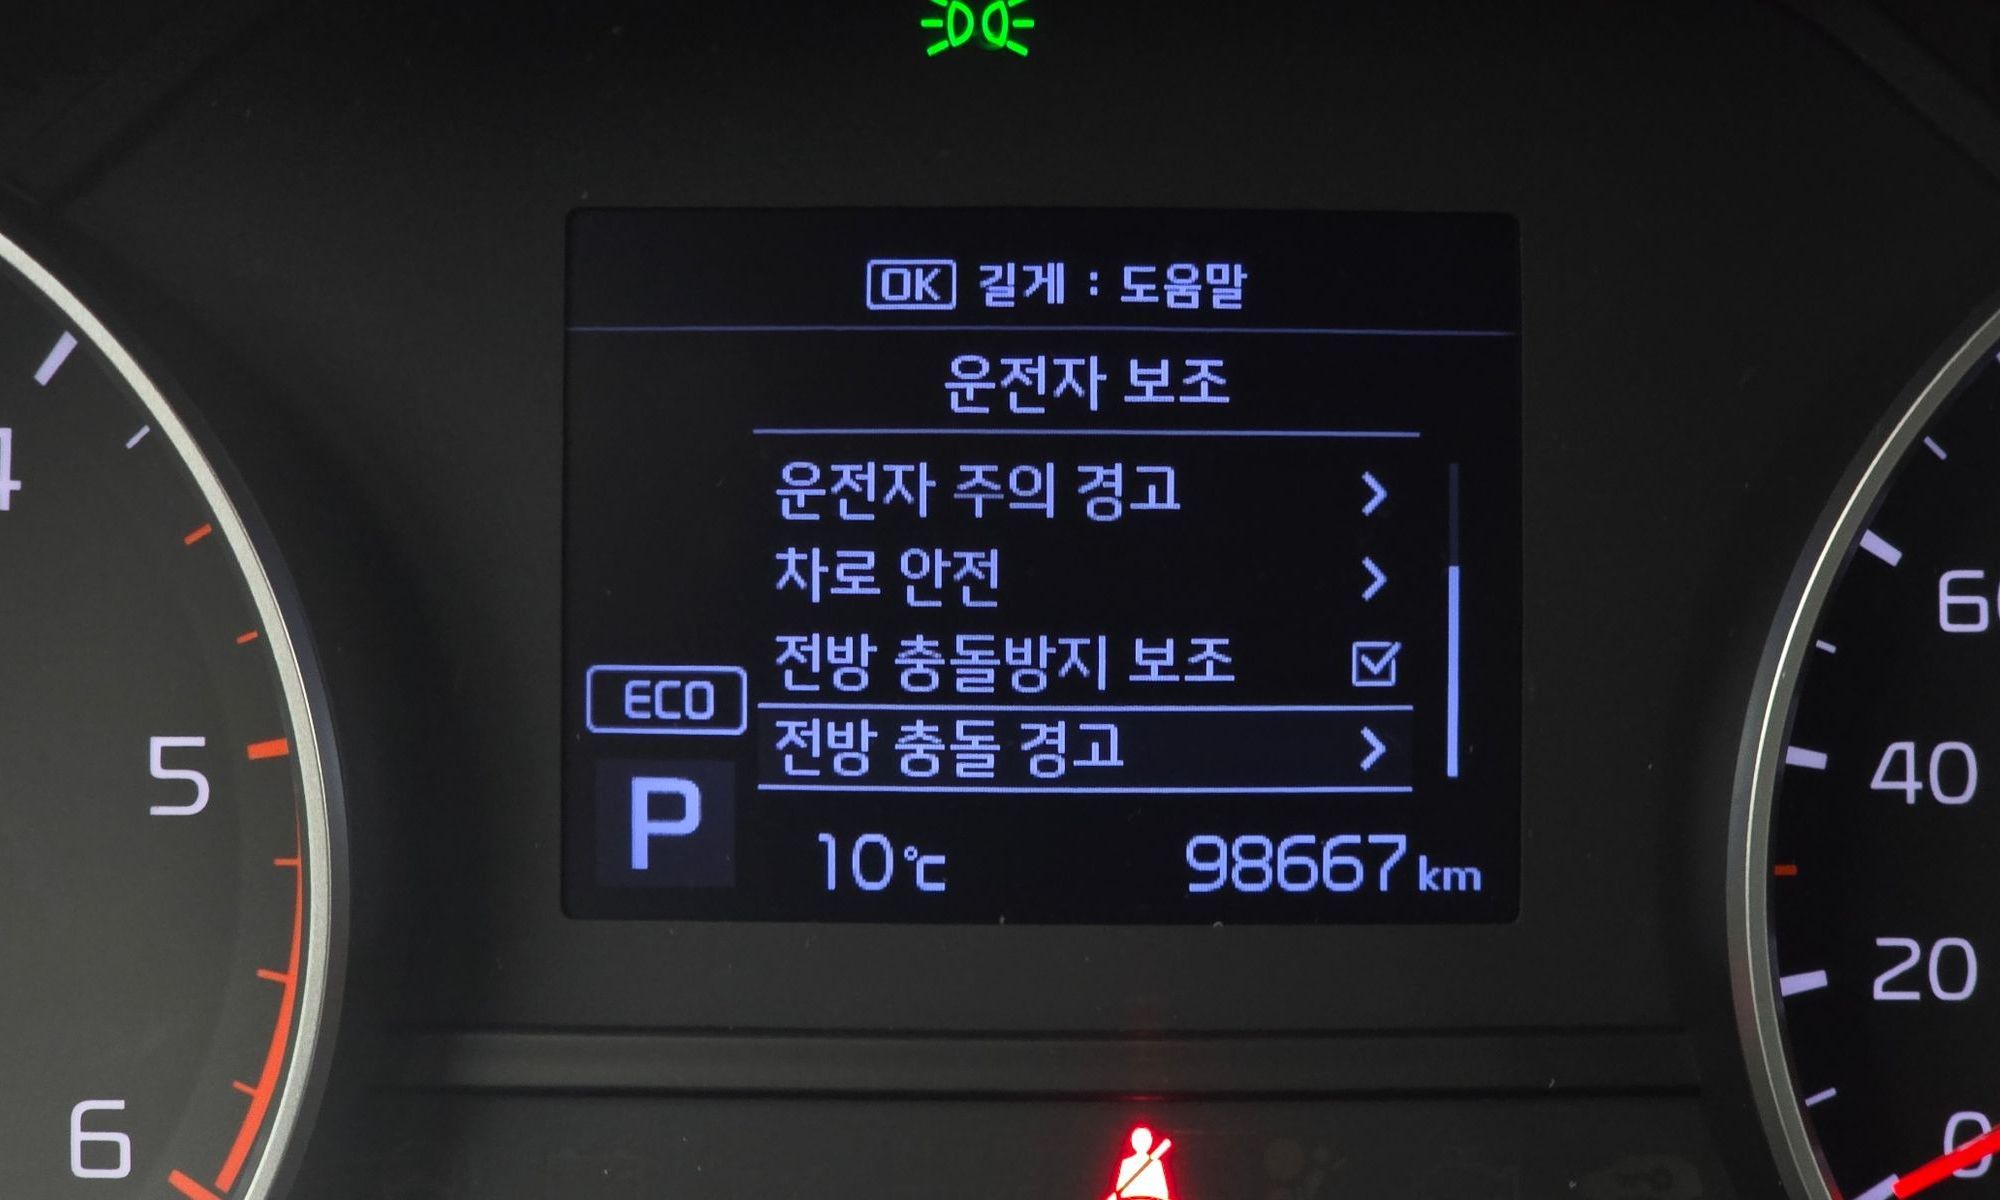 OK 길게 : 도움말
운전자 보조
운전자 주의 경고
차로 안전
전방 충돌방지 보조
전방 충돌 경고
ECO
P
10℃ 98667 km
4
5
6
60
40
20
0